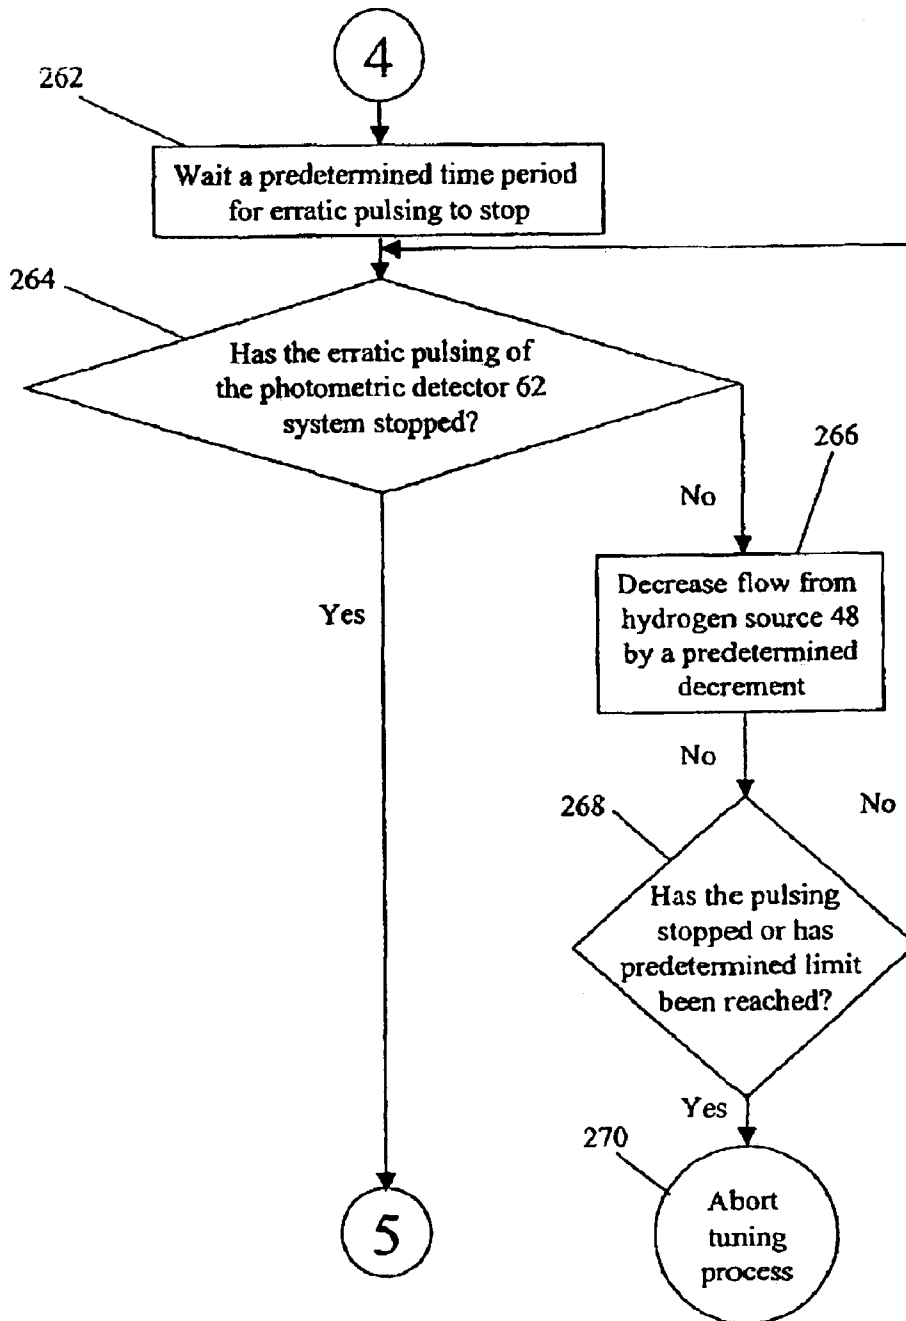 4
262
Wait a predetermined time period
for erratic pulsing to stop
264
Has the erratic pulsing of
the photometric detector 62
system stopped?
266
No
Decrease flow from
hydrogen source 48
by a predetermined
decrement
Yes
No
268
No
Has the pulsing
stopped or has
predetermined limit
been reached?
Yes
270
Abort
tuning
process
5